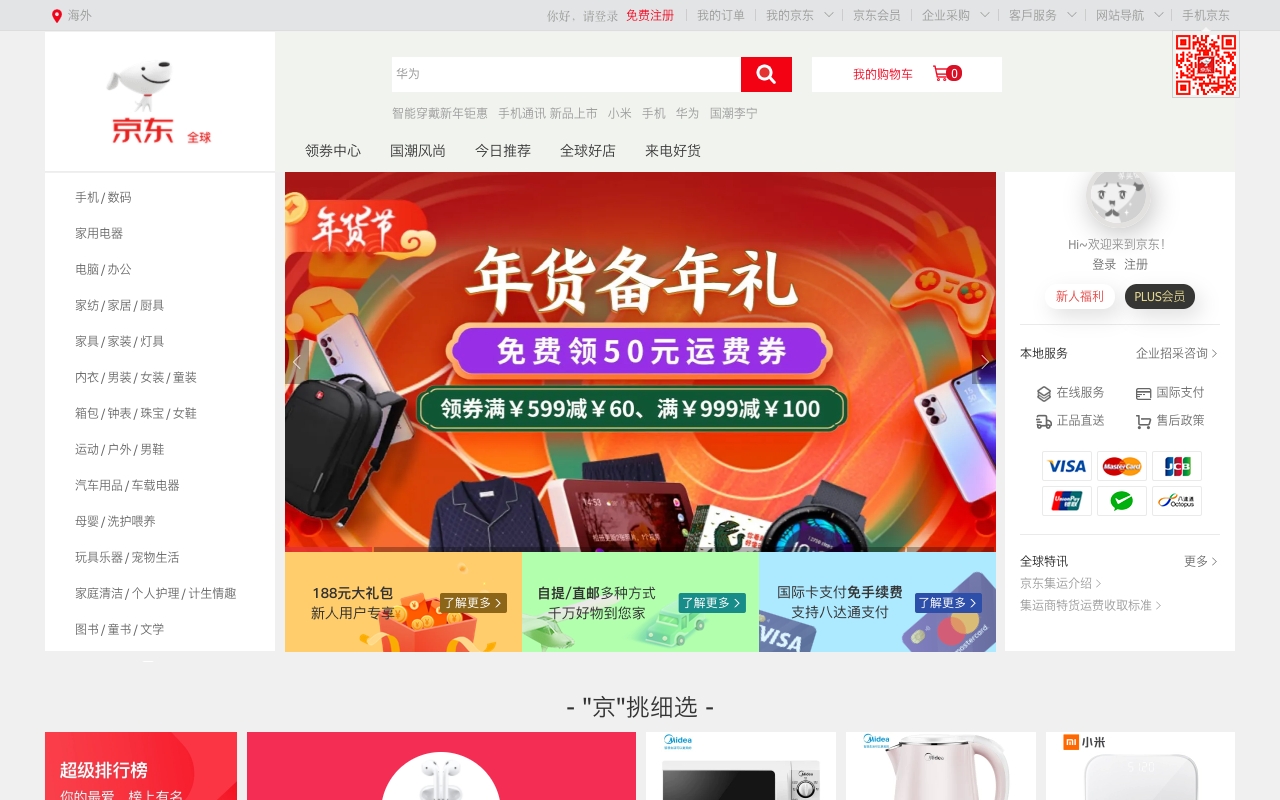 海外
你好，请登录 免费注册 我的订单 我的京东 京东会员 企业采购 客戶服务 网站导航 手机京东
京东 全球
华为
我的购物车 0
智能穿戴新年钜惠 手机通讯 新品上市 小米 手机 华为 国潮李宁
领券中心 国潮风尚 今日推荐 全球好店 来电好货
手机 / 数码
家用电器
电脑 / 办公
家纺 / 家居 / 厨具
家具 / 家装 / 灯具
内衣 / 男装 / 女装 / 童装
箱包 / 钟表 / 珠宝 / 女鞋
运动 / 户外 / 男鞋
汽车用品 / 车载电器
母婴 / 洗护喂养
玩具乐器 / 宠物生活
家庭清洁 / 个人护理 / 计生情趣
图书 / 童书 / 文学
年货节
年货备年礼
免费领50元运费券
领券满￥599减￥60、满￥999减￥100
14:53
188元大礼包
新人用户专享
了解更多
自提/直邮多种方式
千万好物到您家
了解更多
国际卡支付免手续费
支持八达通支付
了解更多
VISA
mastercard
Hi~欢迎来到京东！
登录 注册
新人福利 PLUS会员
本地服务 企业招采咨询
在线服务 国际支付
正品直送 售后政策
VISA MasterCard JCB
UnionPay 银联 八達通 Octopus
全球特讯 更多
京东集运介绍
集运商特货运费收取标准
- "京"挑细选 -
超级排行榜
你的最爱，榜上有名
Midea
Midea
Midea
小米